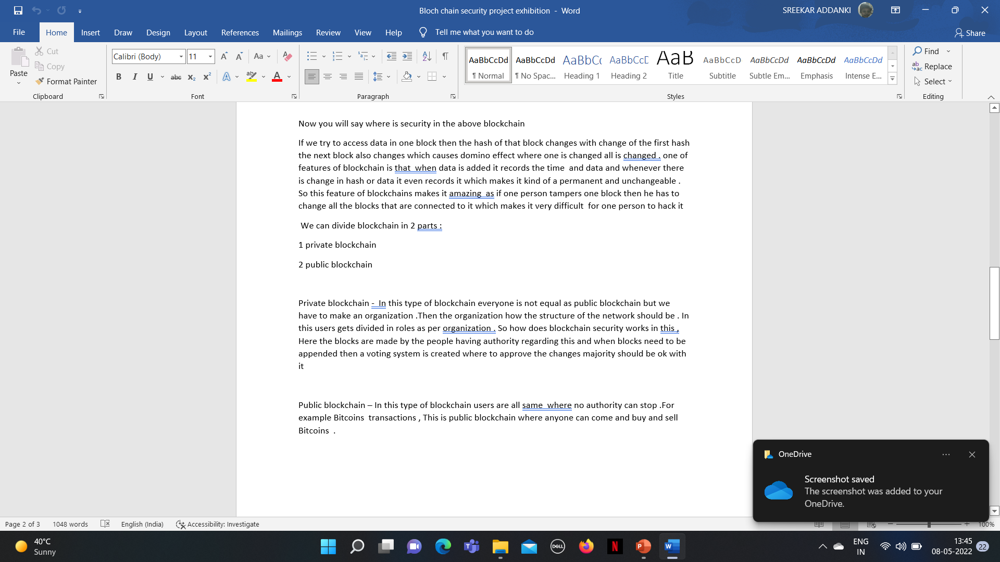 Bloch chain security project exhibition - Word
SREEKAR ADDANKI
File Home Insert Draw Design Layout References Mailings Review View Help Tell me what you want to do
Share
Paste
Cut
Copy
Format Painter
Clipboard
Calibri (Body) 11
Aa
B I U abc x₂ x² A ab A
Font
Paragraph
AaBbCcDd AaBbCcDd AaBbCc AaBbCcD AaB AaBbCcD AaBbCcDd AaBbCcDd AaBbCcDd
¶ Normal ¶ No Spac... Heading 1 Heading 2 Title Subtitle Subtle Em... Emphasis Intense E...
Styles
Find
Replace
Select
Editing
Now you will say where is security in the above blockchain
If we try to access data in one block then the hash of that block changes with change of the first hash
the next block also changes which causes domino effect where one is changed all is changed . one of
features of blockchain is that  when data is added it records the time  and data and whenever there
is change in hash or data it even records it which makes it kind of a permanent and unchangeable .
So this feature of blockchains makes it amazing  as if one person tampers one block then he has to
change all the blocks that are connected to it which makes it very difficult  for one person to hack it
We can divide blockchain in 2 parts :
1 private blockchain
2 public blockchain
Private blockchain -  In this type of blockchain everyone is not equal as public blockchain but we
have to make an organization .Then the organization how the structure of the network should be . In
this users gets divided in roles as per organization . So how does blockchain security works in this ,
Here the blocks are made by the people having authority regarding this and when blocks need to be
appended then a voting system is created where to approve the changes majority should be ok with
it
Public blockchain – In this type of blockchain users are all same  where no authority can stop .For
example Bitcoins  transactions , This is public blockchain where anyone can come and buy and sell
Bitcoins  .
OneDrive
Screenshot saved
The screenshot was added to your
OneDrive.
Page 2 of 3 1048 words English (India) Accessibility: Investigate 100%
40°C
Sunny
DELL
N
ENG
IN
13:45
08-05-2022
22